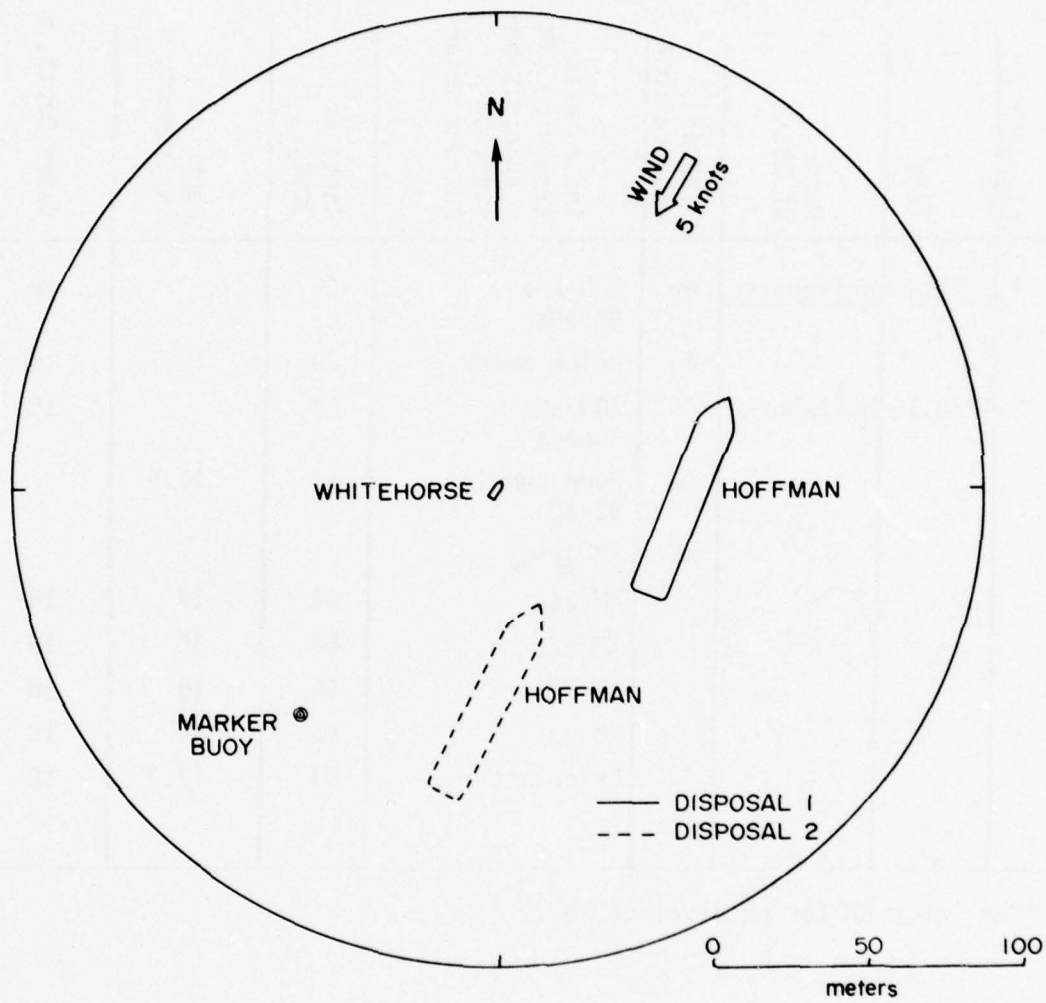 N
WIND
5 knots
WHITEHORSE
HOFFMAN
HOFFMAN
MARKER
BUOY
DISPOSAL 1
DISPOSAL 2
0 50 100
meters